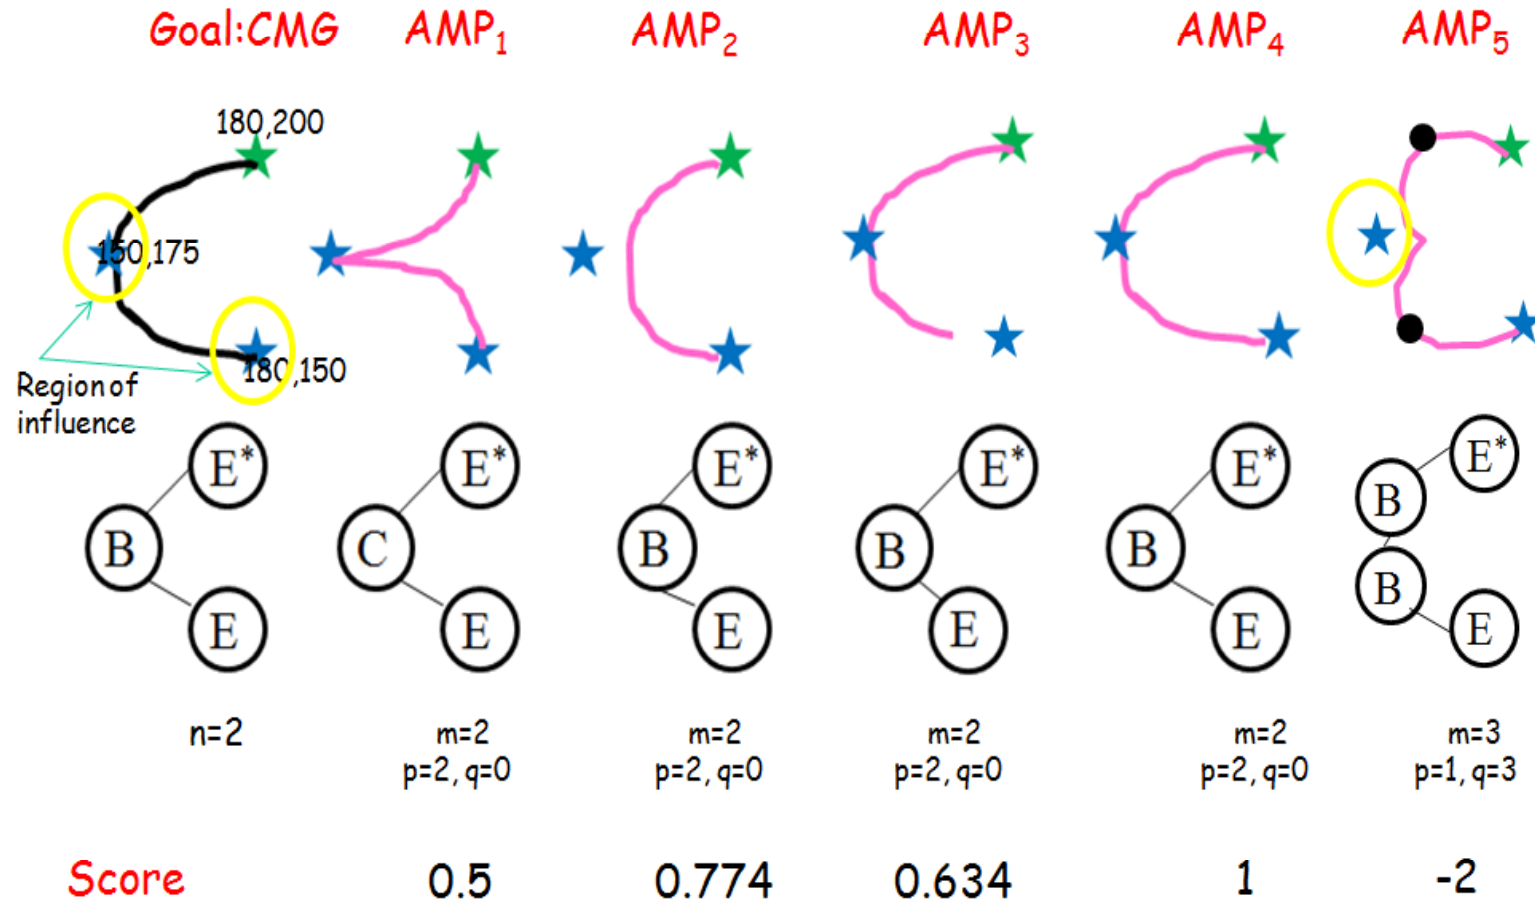 Goal:CMG AMP1 AMP2 AMP3 AMP4 AMP5
180,200
150,175
180,150
Region of
influence
E* E* E* E* E* E*
B C B B B B
B
E E E E E E
n=2 m=2 m=2 m=2 m=2 m=3
p=2, q=0 p=2, q=0 p=2, q=0 p=2, q=0 p=1, q=3
Score 0.5 0.774 0.634 1 -2